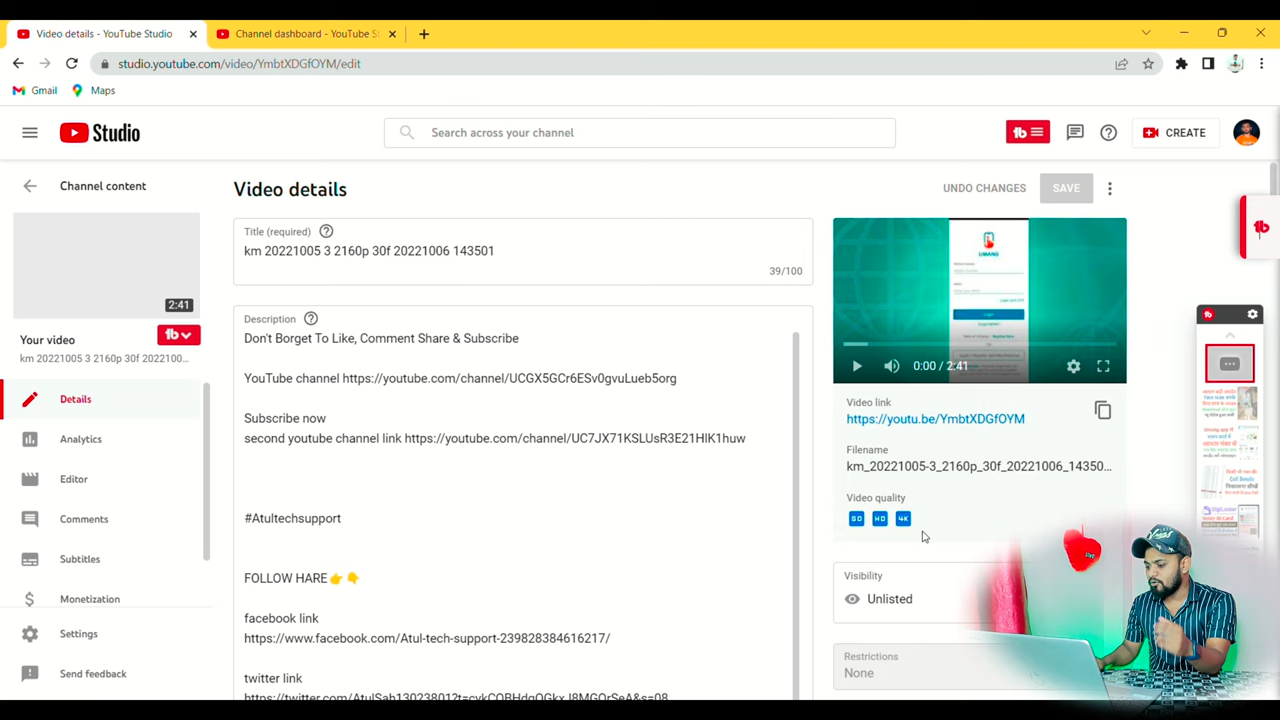 Video details - YouTube Studio
Channel dashboard - YouTube S
studio.youtube.com/video/YmbtXDGfOYM/edit
Gmail
Maps
Studio
Search across your channel
CREATE
Channel content
2:41
Your video
km 20221005 3 2160p 30f 2022100...
Details
Analytics
Editor
Comments
Subtitles
Monetization
Settings
Send feedback
Video details
UNDO CHANGES
SAVE
Title (required)
km 20221005 3 2160p 30f 20221006 143501
39/100
Description
Don't Borget To Like, Comment Share & Subscribe
YouTube channel https://youtube.com/channel/UCGX5GCr6ESv0gvuLueb5org
Subscribe now
second youtube channel link https://youtube.com/channel/UC7JX71KSLUsR3E21HIK1huw
#Atultechsupport
FOLLOW HARE👉👇
facebook link
https://www.facebook.com/Atul-tech-support-239828384616217/
twitter link
UMANG
Login
0:00 / 2:41
Video link
https://youtu.be/YmbtXDGfOYM
Filename
km_20221005-3_2160p_30f_20221006_14350...
Video quality
SD HD 4K
Visibility
Unlisted
Restrictions
None